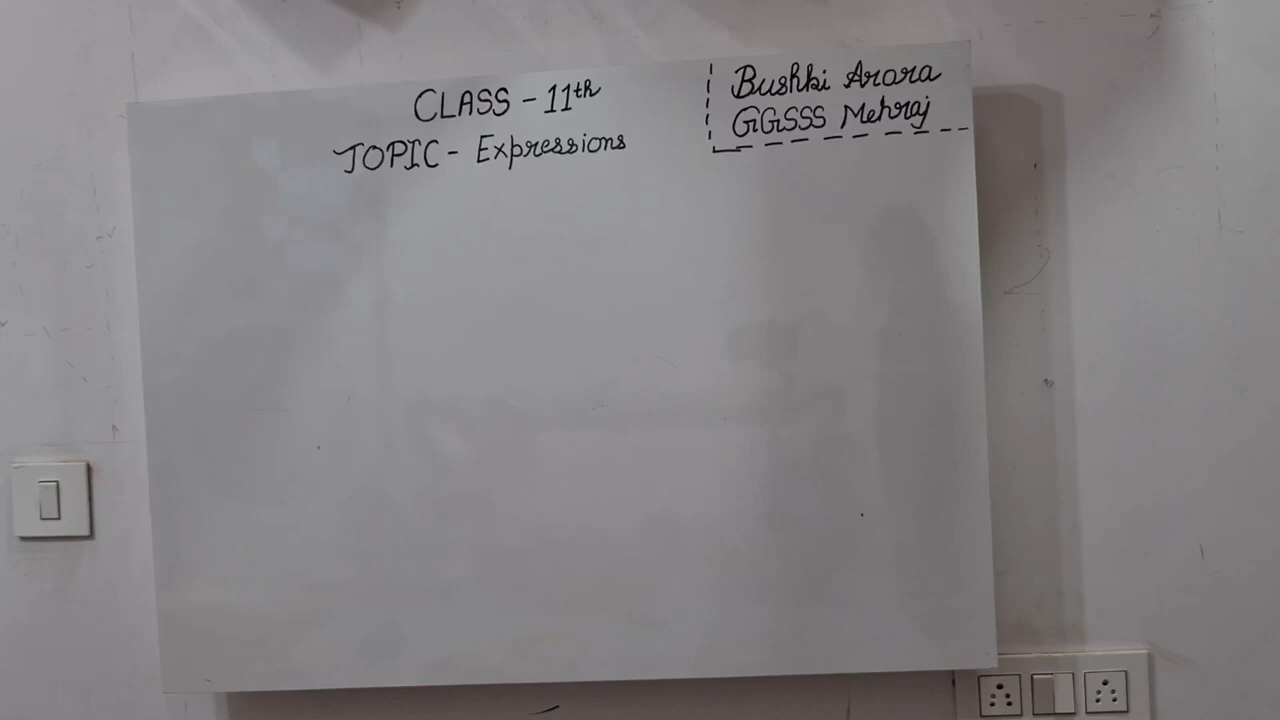 CLASS - 11th
TOPIC - Expressions
Bushki Arora
GGSSS Mehraj